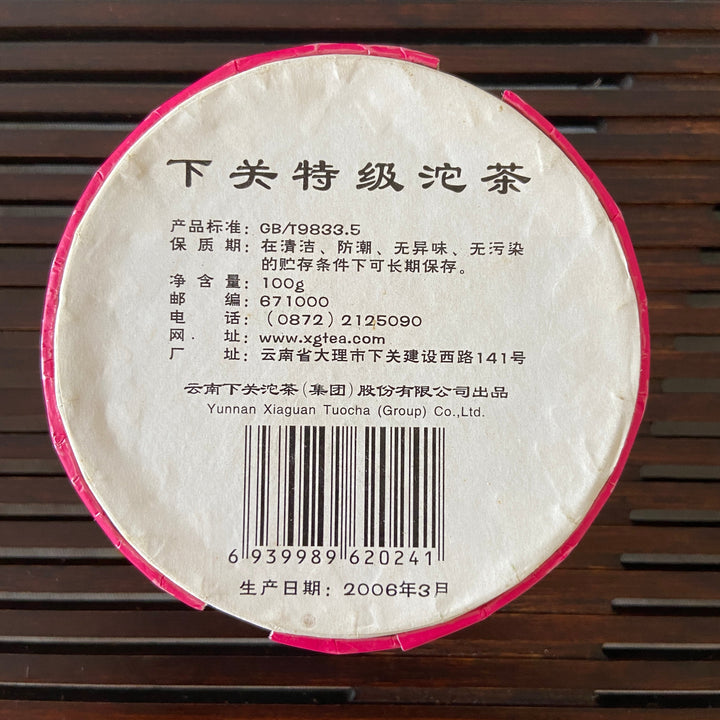 下关特级沱茶
产品标准：GB/T9833.5
保质期：在清洁、防潮、无异味、无污染
的贮存条件下可长期保存。
净含量：100g
邮编：671000
电话：（0872）2125090
网址：www.xgtea.com
厂址：云南省大理市下关建设西路141号
云南下关沱茶（集团）股份有限公司出品
Yunnan Xiaguan Tuocha (Group) Co.,Ltd.
6 939989 620241
生产日期：2006年3月